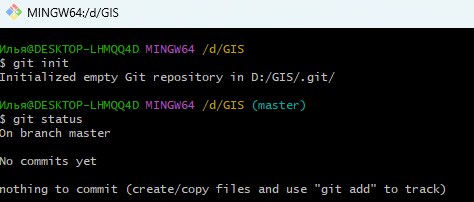 MINGW64:/d/GIS
Илья@DESKTOP-LHMQQ4D MINGW64 /d/GIS
$ git init
Initialized empty Git repository in D:/GIS/.git/
Илья@DESKTOP-LHMQQ4D MINGW64 /d/GIS (master)
$ git status
On branch master
No commits yet
nothing to commit (create/copy files and use "git add" to track)